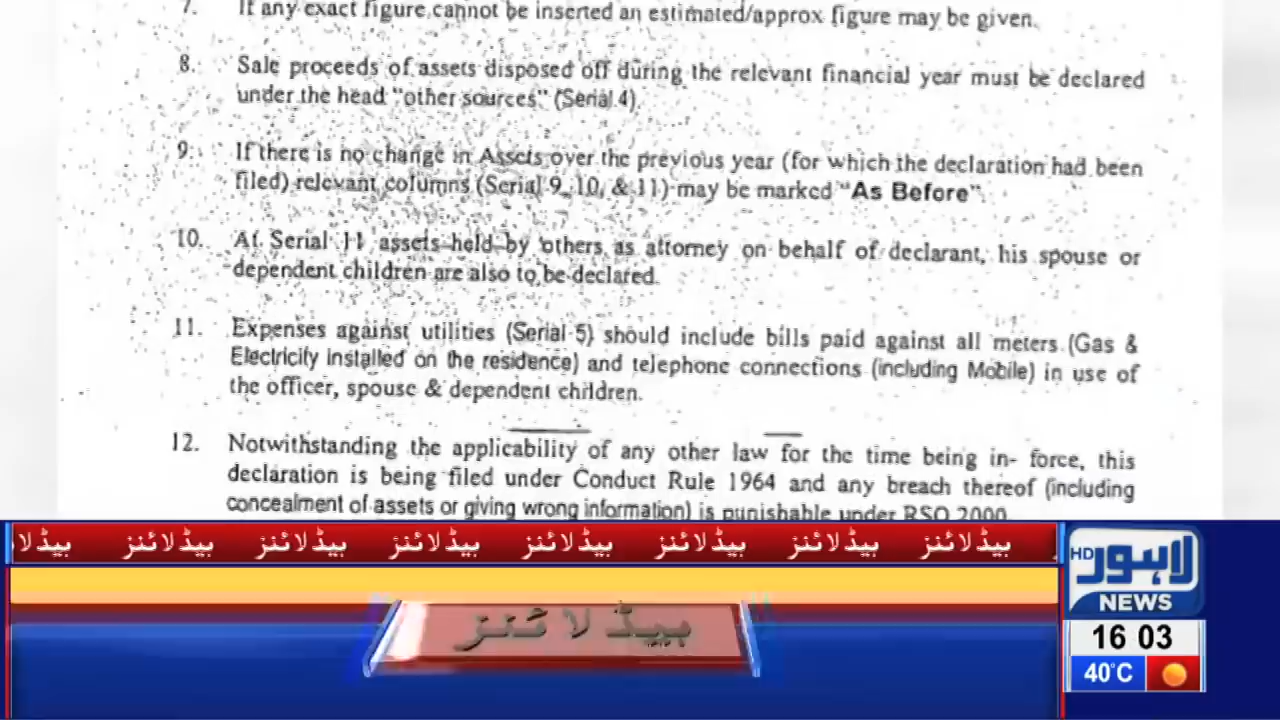 7. If any exact figure cannot be inserted an estimated/approx figure may be given.
8. Sale proceeds of assets disposed off during the relevant financial year must be declared
under the head "other sources" (Serial 4).
9. If there is no change in Assets over the previous year (for which the declaration had been
filed) relevant columns (Serial 9, 10, & 11) may be marked "As Before".
10. At Serial 11 assets held by others as attorney on behalf of declarant, his spouse or
dependent children are also to be declared.
11. Expenses against utilities (Serial 5) should include bills paid against all meters (Gas &
Electricity installed on the residence) and telephone connections (including Mobile) in use of
the officer, spouse & dependent children.
12. Notwithstanding the applicability of any other law for the time being in- force, this
declaration is being filed under Conduct Rule 1964 and any breach thereof (including
concealment of assets or giving wrong information) is punishable under RSO 2000.
ہیڈلائنز ہیڈلائنز ہیڈلائنز ہیڈلائنز ہیڈلائنز ہیڈلائنز ہیڈلائنز ہیڈلا
ہیڈلائنز
HD لاہور
NEWS
16 03
40°C